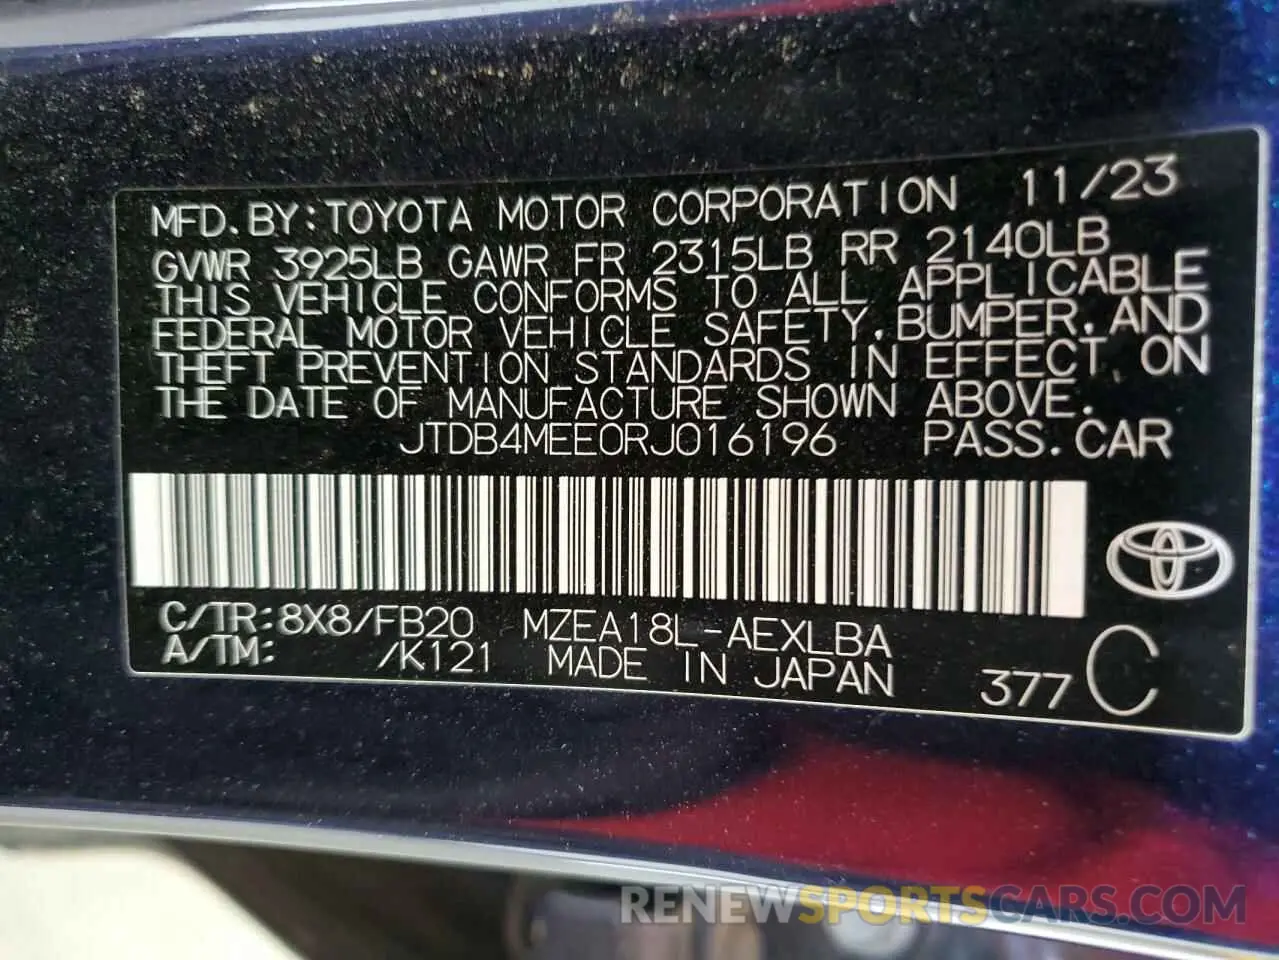 MFD.BY:TOYOTA MOTOR CORPORATION 11/23
GVWR 3925LB GAWR FR 2315LB RR 2140LB
THIS VEHICLE CONFORMS TO ALL APPLICABLE
FEDERAL MOTOR VEHICLE SAFETY,BUMPER,AND
THEFT PREVENTION STANDARDS IN EFFECT ON
THE DATE OF MANUFACTURE SHOWN ABOVE.
JTDB4MEE0RJ016196 PASS.CAR
C/TR:8X8/FB20 MZEA18L-AEXLBA
A/TM: /K121 MADE IN JAPAN 377 C
RENEWSPORTSCARS.COM